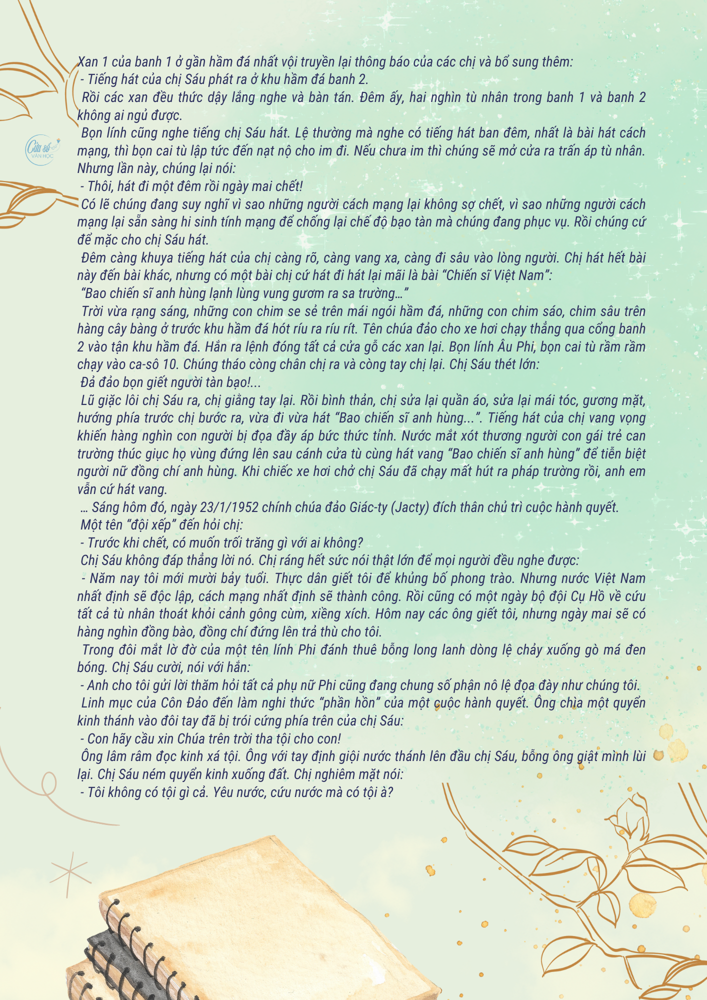 Xan 1 của banh 1 ở gần hầm đá nhất vội truyền lại thông báo của các chị và bổ sung thêm:
- Tiếng hát của chị Sáu phát ra ở khu hầm đá banh 2.
Rồi các xan đều thức dậy lắng nghe và bàn tán. Đêm ấy, hai nghìn tù nhân trong banh 1 và banh 2
không ai ngủ được.
Bọn lính cũng nghe tiếng chị Sáu hát. Lệ thường mà nghe có tiếng hát ban đêm, nhất là bài hát cách
mạng, thì bọn cai tù lập tức đến nạt nộ cho im đi. Nếu chưa im thì chúng sẽ mở cửa ra trấn áp tù nhân.
Nhưng lần này, chúng lại nói:
- Thôi, hát đi một đêm rồi ngày mai chết!
Có lẽ chúng đang suy nghĩ vì sao những người cách mạng lại không sợ chết, vì sao những người cách
mạng lại sẵn sàng hi sinh tính mạng để chống lại chế độ bạo tàn mà chúng đang phục vụ. Rồi chúng cứ
để mặc cho chị Sáu hát.
Đêm càng khuya tiếng hát của chị càng rõ, càng vang xa, càng đi sâu vào lòng người. Chị hát hết bài
này đến bài khác, nhưng có một bài chị cứ hát đi hát lại mãi là bài “Chiến sĩ Việt Nam”:
“Bao chiến sĩ anh hùng lạnh lùng vung gươm ra sa trường…”
Trời vừa rạng sáng, những con chim se sẻ trên mái ngói hầm đá, những con chim sáo, chim sâu trên
hàng cây bàng ở trước khu hầm đá hót ríu ra ríu rít. Tên chúa đảo cho xe hơi chạy thẳng qua cổng banh
2 vào tận khu hầm đá. Hắn ra lệnh đóng tất cả cửa gỗ các xan lại. Bọn lính Âu Phi, bọn cai tù rầm rầm
chạy vào ca-sô 10. Chúng tháo còng chân chị ra và còng tay chị lại. Chị Sáu thét lớn:
Đả đảo bọn giết người tàn bạo!...
Lũ giặc lôi chị Sáu ra, chị giằng tay lại. Rồi bình thản, chị sửa lại quần áo, sửa lại mái tóc, gương mặt,
hướng phía trước chị bước ra, vừa đi vừa hát “Bao chiến sĩ anh hùng...”. Tiếng hát của chị vang vọng
khiến hàng nghìn con người bị đọa đầy áp bức thức tỉnh. Nước mắt xót thương người con gái trẻ can
trường thúc giục họ vùng đứng lên sau cánh cửa tù cùng hát vang “Bao chiến sĩ anh hùng” để tiễn biệt
người nữ đồng chí anh hùng. Khi chiếc xe hơi chở chị Sáu đã chạy mất hút ra pháp trường rồi, anh em
vẫn cứ hát vang.
… Sáng hôm đó, ngày 23/1/1952 chính chúa đảo Giác-ty (Jacty) đích thân chủ trì cuộc hành quyết.
Một tên “đội xếp” đến hỏi chị:
- Trước khi chết, có muốn trối trăng gì với ai không?
Chị Sáu không đáp thẳng lời nó. Chị ráng hết sức nói thật lớn để mọi người đều nghe được:
- Năm nay tôi mới mười bảy tuổi. Thực dân giết tôi để khủng bố phong trào. Nhưng nước Việt Nam
nhất định sẽ độc lập, cách mạng nhất định sẽ thành công. Rồi cũng có một ngày bộ đội Cụ Hồ về cứu
tất cả tù nhân thoát khỏi cảnh gông cùm, xiềng xích. Hôm nay các ông giết tôi, nhưng ngày mai sẽ có
hàng nghìn đồng bào, đồng chí đứng lên trả thù cho tôi.
Trong đôi mắt lờ đờ của một tên lính Phi đánh thuê bỗng long lanh dòng lệ chảy xuống gò má đen
bóng. Chị Sáu cười, nói với hắn:
- Anh cho tôi gửi lời thăm hỏi tất cả phụ nữ Phi cũng đang chung số phận nô lệ đọa đày như chúng tôi.
Linh mục của Côn Đảo đến làm nghi thức “phần hồn” của một cuộc hành quyết. Ông chìa một quyển
kinh thánh vào đôi tay đã bị trói cứng phía trên của chị Sáu:
- Con hãy cầu xin Chúa trên trời tha tội cho con!
Ông lâm râm đọc kinh xá tội. Ông với tay định giội nước thánh lên đầu chị Sáu, bỗng ông giật mình lùi
lại. Chị Sáu ném quyển kinh xuống đất. Chị nghiêm mặt nói:
- Tôi không có tội gì cả. Yêu nước, cứu nước mà có tội à?
Cửa sổ
VĂN HỌC